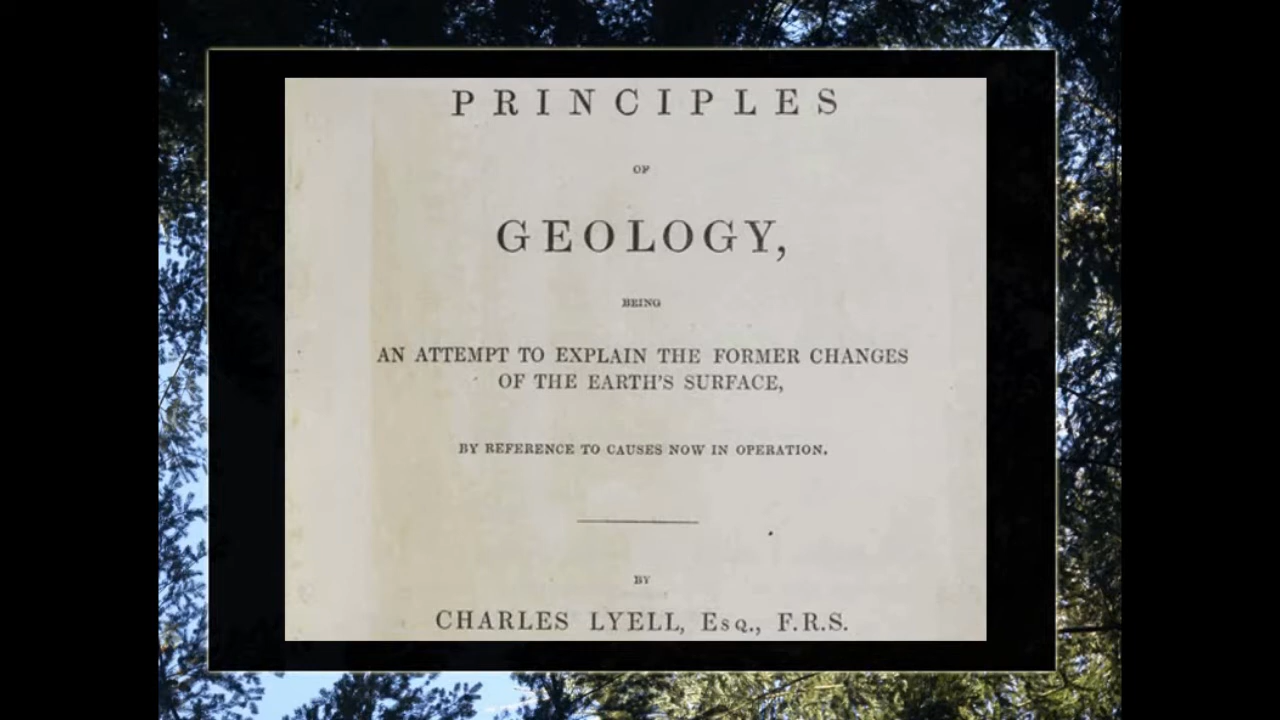 PRINCIPLES
OF
GEOLOGY,
BEING
AN ATTEMPT TO EXPLAIN THE FORMER CHANGES
OF THE EARTH'S SURFACE,
BY REFERENCE TO CAUSES NOW IN OPERATION.
BY
CHARLES LYELL, Esq., F.R.S.